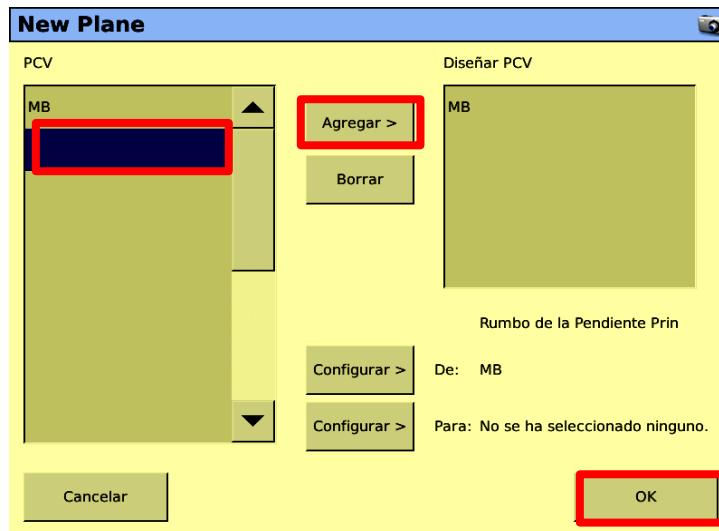 New Plane
PCV
Diseñar PCV
MB
Agregar >
MB
Borrar
Rumbo de la Pendiente Prin
Configurar >
De: MB
Configurar >
Para: No se ha seleccionado ninguno.
Cancelar
OK